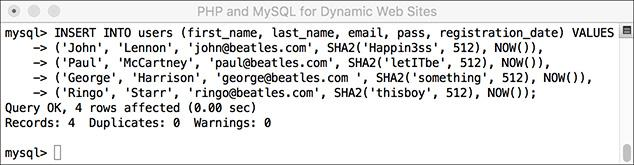 PHP and MySQL for Dynamic Web Sites
mysql> INSERT INTO users (first_name, last_name, email, pass, registration_date) VALUES
-> ('John', 'Lennon', 'john@beatles.com', SHA2('Happin3ss', 512), NOW()),
-> ('Paul', 'McCartney', 'paul@beatles.com', SHA2('letITbe', 512), NOW()),
-> ('George', 'Harrison', 'george@beatles.com ', SHA2('something', 512), NOW()),
-> ('Ringo', 'Starr', 'ringo@beatles.com', SHA2('thisboy', 512), NOW());
Query OK, 4 rows affected (0.00 sec)
Records: 4  Duplicates: 0  Warnings: 0
mysql>